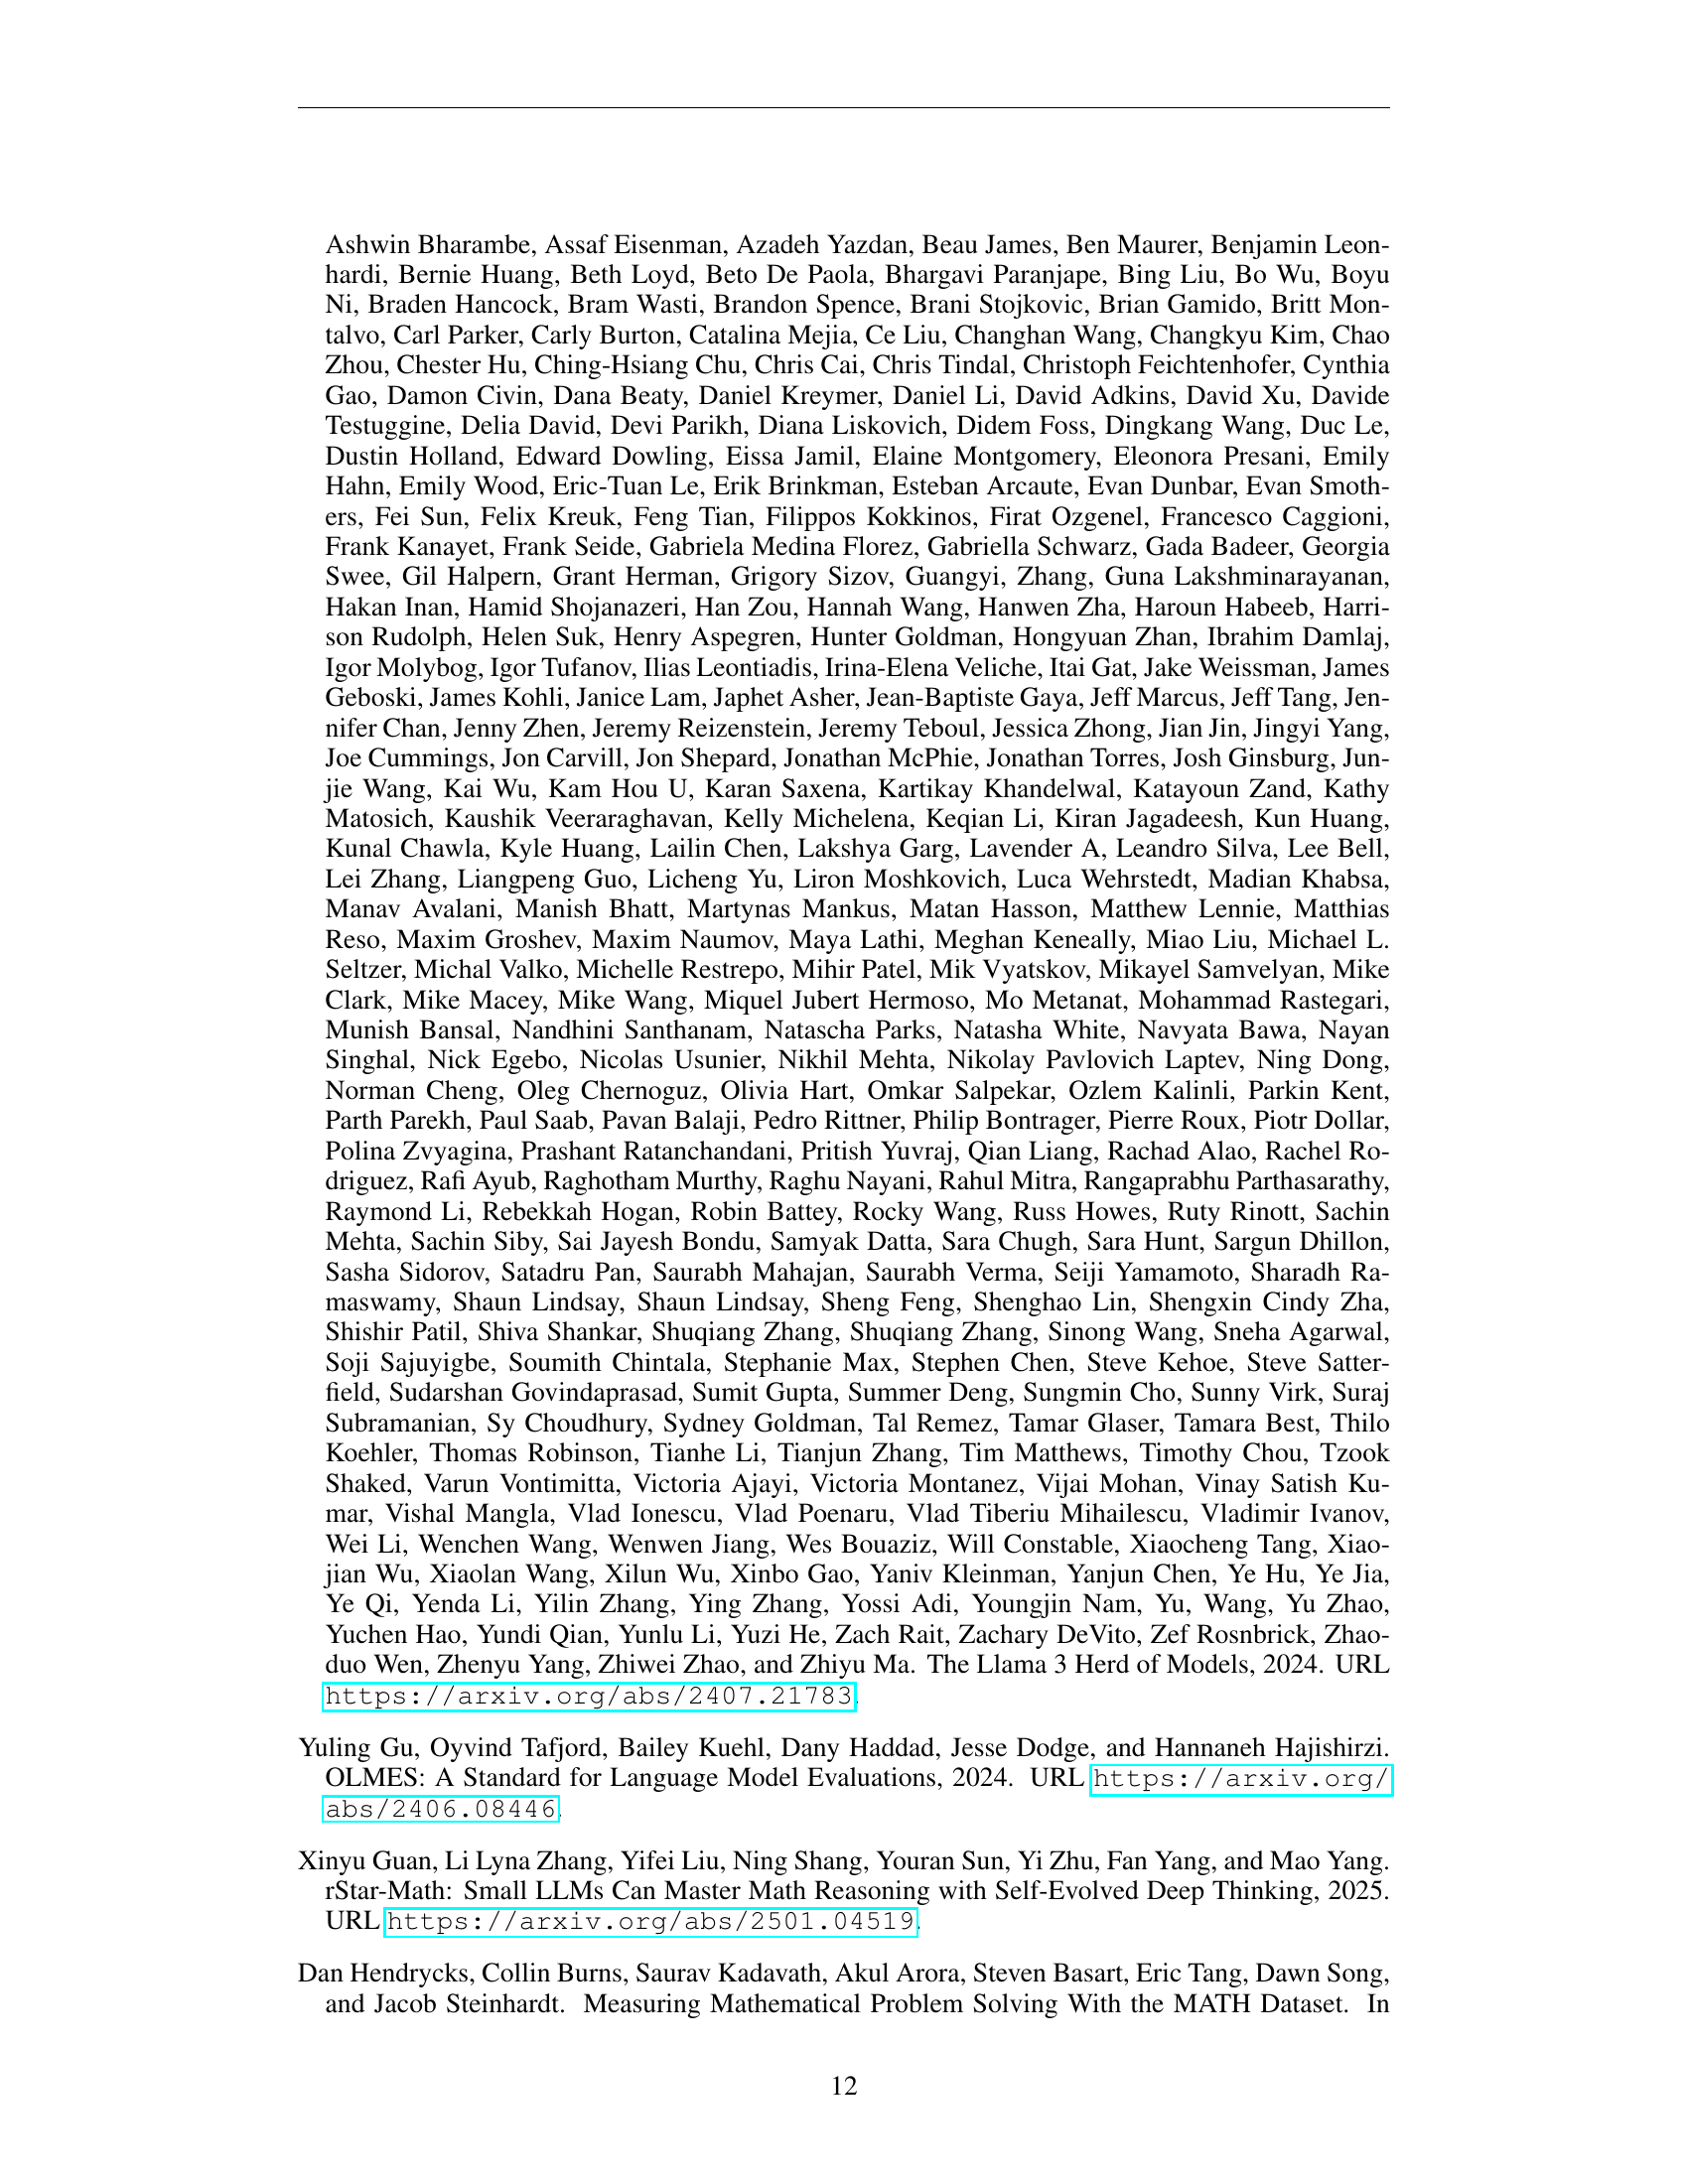 Ashwin Bharambe, Assaf Eisenman, Azadeh Yazdan, Beau James, Ben Maurer, Benjamin Leon-
hardi, Bernie Huang, Beth Loyd, Beto De Paola, Bhargavi Paranjape, Bing Liu, Bo Wu, Boyu
Ni, Braden Hancock, Bram Wasti, Brandon Spence, Brani Stojkovic, Brian Gamido, Britt Mon-
talvo, Carl Parker, Carly Burton, Catalina Mejia, Ce Liu, Changhan Wang, Changkyu Kim, Chao
Zhou, Chester Hu, Ching-Hsiang Chu, Chris Cai, Chris Tindal, Christoph Feichtenhofer, Cynthia
Gao, Damon Civin, Dana Beaty, Daniel Kreymer, Daniel Li, David Adkins, David Xu, Davide
Testuggine, Delia David, Devi Parikh, Diana Liskovich, Didem Foss, Dingkang Wang, Duc Le,
Dustin Holland, Edward Dowling, Eissa Jamil, Elaine Montgomery, Eleonora Presani, Emily
Hahn, Emily Wood, Eric-Tuan Le, Erik Brinkman, Esteban Arcaute, Evan Dunbar, Evan Smoth-
ers, Fei Sun, Felix Kreuk, Feng Tian, Filippos Kokkinos, Firat Ozgenel, Francesco Caggioni,
Frank Kanayet, Frank Seide, Gabriela Medina Florez, Gabriella Schwarz, Gada Badeer, Georgia
Swee, Gil Halpern, Grant Herman, Grigory Sizov, Guangyi, Zhang, Guna Lakshminarayanan,
Hakan Inan, Hamid Shojanazeri, Han Zou, Hannah Wang, Hanwen Zha, Haroun Habeeb, Harri-
son Rudolph, Helen Suk, Henry Aspegren, Hunter Goldman, Hongyuan Zhan, Ibrahim Damlaj,
Igor Molybog, Igor Tufanov, Ilias Leontiadis, Irina-Elena Veliche, Itai Gat, Jake Weissman, James
Geboski, James Kohli, Janice Lam, Japhet Asher, Jean-Baptiste Gaya, Jeff Marcus, Jeff Tang, Jen-
nifer Chan, Jenny Zhen, Jeremy Reizenstein, Jeremy Teboul, Jessica Zhong, Jian Jin, Jingyi Yang,
Joe Cummings, Jon Carvill, Jon Shepard, Jonathan McPhie, Jonathan Torres, Josh Ginsburg, Jun-
jie Wang, Kai Wu, Kam Hou U, Karan Saxena, Kartikay Khandelwal, Katayoun Zand, Kathy
Matosich, Kaushik Veeraraghavan, Kelly Michelena, Keqian Li, Kiran Jagadeesh, Kun Huang,
Kunal Chawla, Kyle Huang, Lailin Chen, Lakshya Garg, Lavender A, Leandro Silva, Lee Bell,
Lei Zhang, Liangpeng Guo, Licheng Yu, Liron Moshkovich, Luca Wehrstedt, Madian Khabsa,
Manav Avalani, Manish Bhatt, Martynas Mankus, Matan Hasson, Matthew Lennie, Matthias
Reso, Maxim Groshev, Maxim Naumov, Maya Lathi, Meghan Keneally, Miao Liu, Michael L.
Seltzer, Michal Valko, Michelle Restrepo, Mihir Patel, Mik Vyatskov, Mikayel Samvelyan, Mike
Clark, Mike Macey, Mike Wang, Miquel Jubert Hermoso, Mo Metanat, Mohammad Rastegari,
Munish Bansal, Nandhini Santhanam, Natascha Parks, Natasha White, Navyata Bawa, Nayan
Singhal, Nick Egebo, Nicolas Usunier, Nikhil Mehta, Nikolay Pavlovich Laptev, Ning Dong,
Norman Cheng, Oleg Chernoguz, Olivia Hart, Omkar Salpekar, Ozlem Kalinli, Parkin Kent,
Parth Parekh, Paul Saab, Pavan Balaji, Pedro Rittner, Philip Bontrager, Pierre Roux, Piotr Dollar,
Polina Zvyagina, Prashant Ratanchandani, Pritish Yuvraj, Qian Liang, Rachad Alao, Rachel Ro-
driguez, Rafi Ayub, Raghotham Murthy, Raghu Nayani, Rahul Mitra, Rangaprabhu Parthasarathy,
Raymond Li, Rebekkah Hogan, Robin Battey, Rocky Wang, Russ Howes, Ruty Rinott, Sachin
Mehta, Sachin Siby, Sai Jayesh Bondu, Samyak Datta, Sara Chugh, Sara Hunt, Sargun Dhillon,
Sasha Sidorov, Satadru Pan, Saurabh Mahajan, Saurabh Verma, Seiji Yamamoto, Sharadh Ra-
maswamy, Shaun Lindsay, Shaun Lindsay, Sheng Feng, Shenghao Lin, Shengxin Cindy Zha,
Shishir Patil, Shiva Shankar, Shuqiang Zhang, Shuqiang Zhang, Sinong Wang, Sneha Agarwal,
Soji Sajuyigbe, Soumith Chintala, Stephanie Max, Stephen Chen, Steve Kehoe, Steve Satter-
field, Sudarshan Govindaprasad, Sumit Gupta, Summer Deng, Sungmin Cho, Sunny Virk, Suraj
Subramanian, Sy Choudhury, Sydney Goldman, Tal Remez, Tamar Glaser, Tamara Best, Thilo
Koehler, Thomas Robinson, Tianhe Li, Tianjun Zhang, Tim Matthews, Timothy Chou, Tzook
Shaked, Varun Vontimitta, Victoria Ajayi, Victoria Montanez, Vijai Mohan, Vinay Satish Ku-
mar, Vishal Mangla, Vlad Ionescu, Vlad Poenaru, Vlad Tiberiu Mihailescu, Vladimir Ivanov,
Wei Li, Wenchen Wang, Wenwen Jiang, Wes Bouaziz, Will Constable, Xiaocheng Tang, Xiao-
jian Wu, Xiaolan Wang, Xilun Wu, Xinbo Gao, Yaniv Kleinman, Yanjun Chen, Ye Hu, Ye Jia,
Ye Qi, Yenda Li, Yilin Zhang, Ying Zhang, Yossi Adi, Youngjin Nam, Yu, Wang, Yu Zhao,
Yuchen Hao, Yundi Qian, Yunlu Li, Yuzi He, Zach Rait, Zachary DeVito, Zef Rosnbrick, Zhao-
duo Wen, Zhenyu Yang, Zhiwei Zhao, and Zhiyu Ma. The Llama 3 Herd of Models, 2024. URL
https://arxiv.org/abs/2407.21783.
Yuling Gu, Oyvind Tafjord, Bailey Kuehl, Dany Haddad, Jesse Dodge, and Hannaneh Hajishirzi.
OLMES: A Standard for Language Model Evaluations, 2024. URL https://arxiv.org/
abs/2406.08446.
Xinyu Guan, Li Lyna Zhang, Yifei Liu, Ning Shang, Youran Sun, Yi Zhu, Fan Yang, and Mao Yang.
rStar-Math: Small LLMs Can Master Math Reasoning with Self-Evolved Deep Thinking, 2025.
URL https://arxiv.org/abs/2501.04519.
Dan Hendrycks, Collin Burns, Saurav Kadavath, Akul Arora, Steven Basart, Eric Tang, Dawn Song,
and Jacob Steinhardt. Measuring Mathematical Problem Solving With the MATH Dataset. In
12